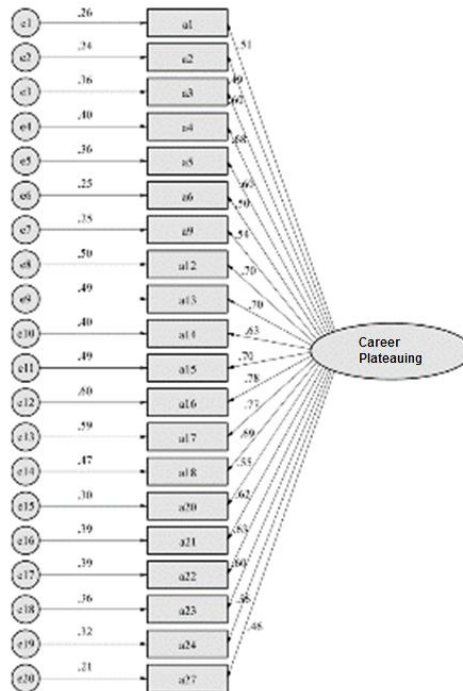 e1 .26 a1 .51
e2 .24 a2 .49
e3 .36 a3
e4 .40 a4 .68
e5 .36 a5
e6 .25 a6 .50
e7 a9 .54
e8 .50 a12 .70
e9 .49 a13 .70
e10 .40 a14 .63
Career
Plateauing
e11 .49 a15 .70
e12 .60 a16 .78
e13 .59 a17 .77
e14 .47 a18 .69
e15 .30 a20 .55
e16 .39 a21 .62
e17 .39 a22 .63
e18 .36 a23 .60
e19 .32 a24
e20 .21 a27 .46